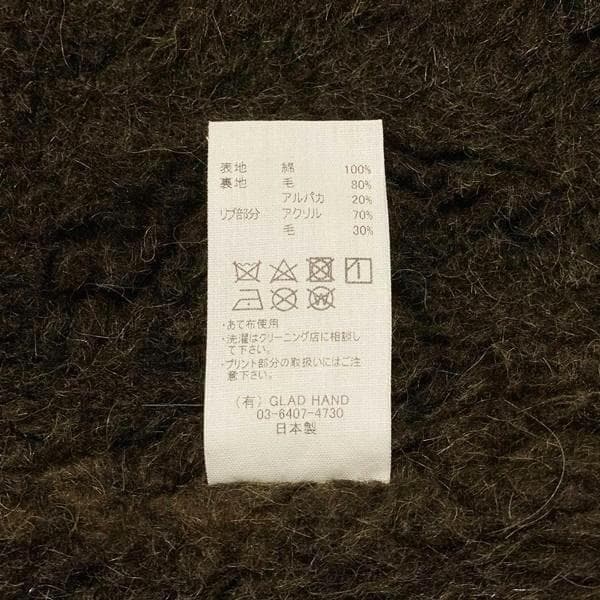 表地 綿 100%
裏地 毛 80%
アルパカ 20%
リブ部分 アクリル 70%
毛 30%
・あて布使用
・洗濯はクリーニング店に相談し
て下さい。
・プリント部分の取扱いにはご注
意下さい。
（有）GLAD HAND
03-6407-4730
日本製